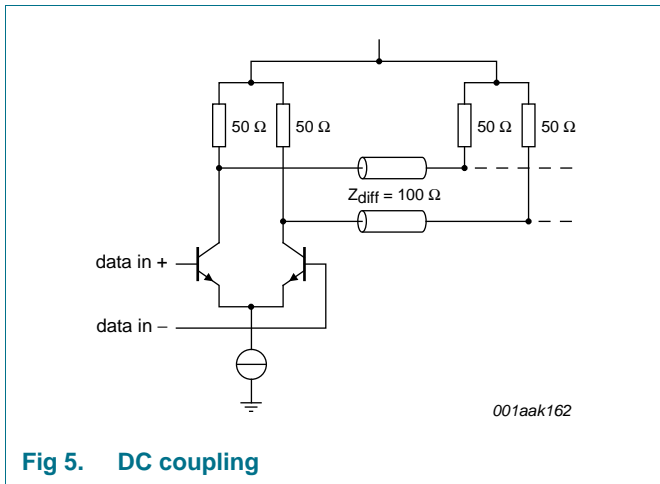 50 Ω 50 Ω 50 Ω 50 Ω
Zdiff = 100 Ω
data in +
data in −
001aak162
Fig 5. DC coupling